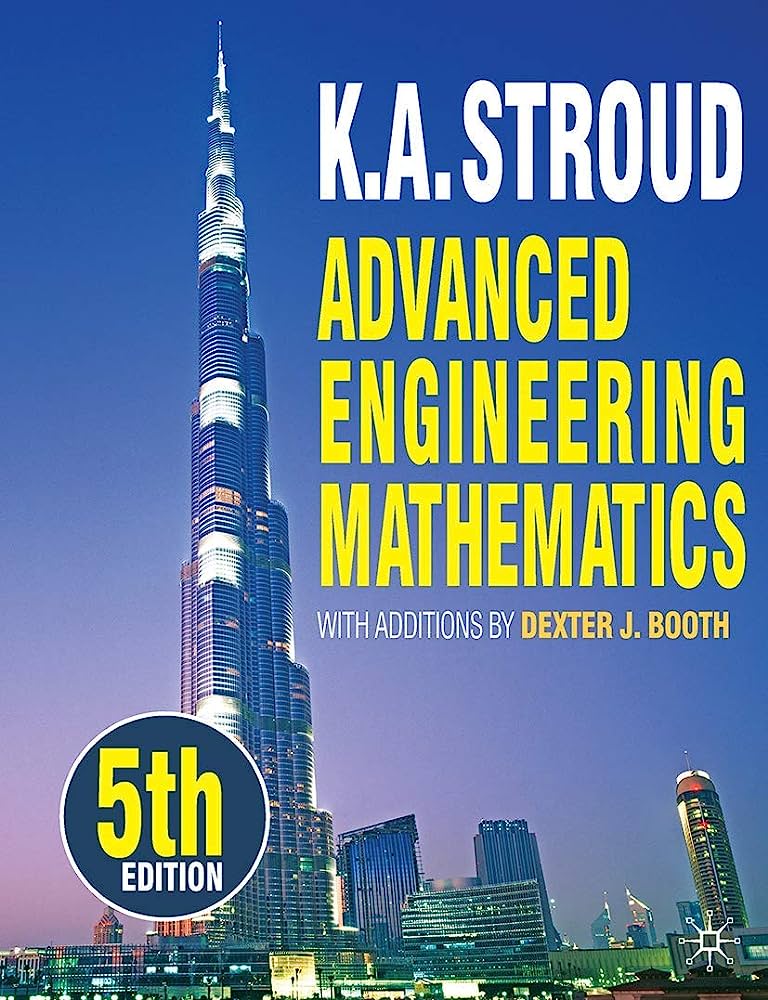 K.A. STROUD
ADVANCED
ENGINEERING
MATHEMATICS
WITH ADDITIONS BY DEXTER J. BOOTH
5th
EDITION